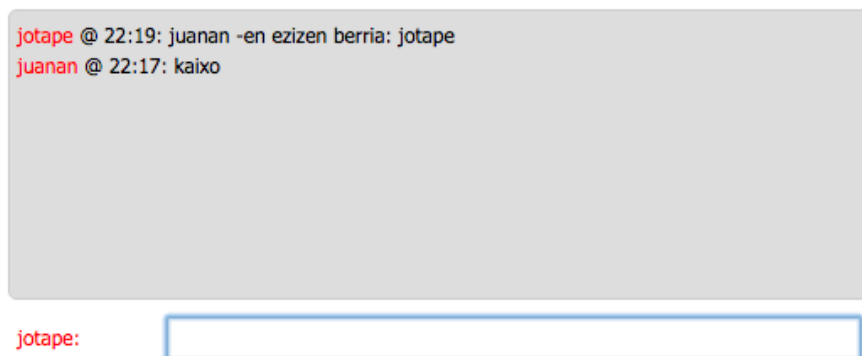 jotape @ 22:19: juanan -en ezizen berria: jotape
juanan @ 22:17: kaixo
jotape: